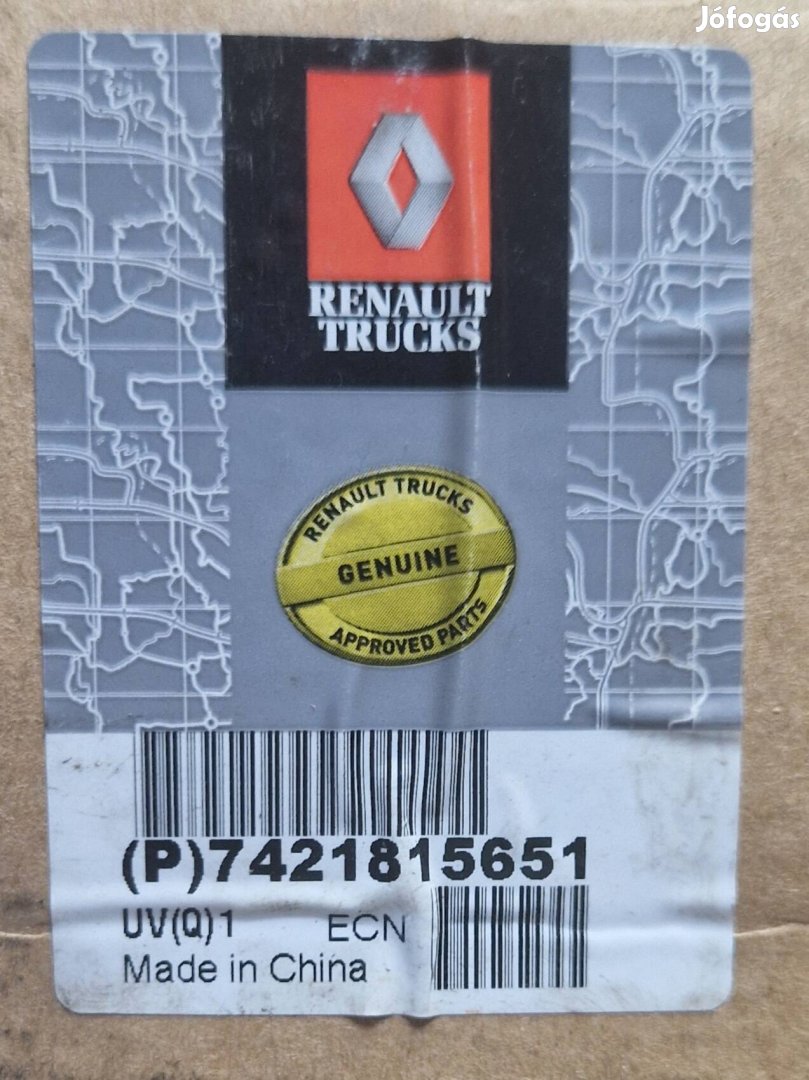 Jófogás
RENAULT
TRUCKS
RENAULT TRUCKS
GENUINE
APPROVED PARTS
(P)7421815651
UV(Q)1 ECN
Made in China